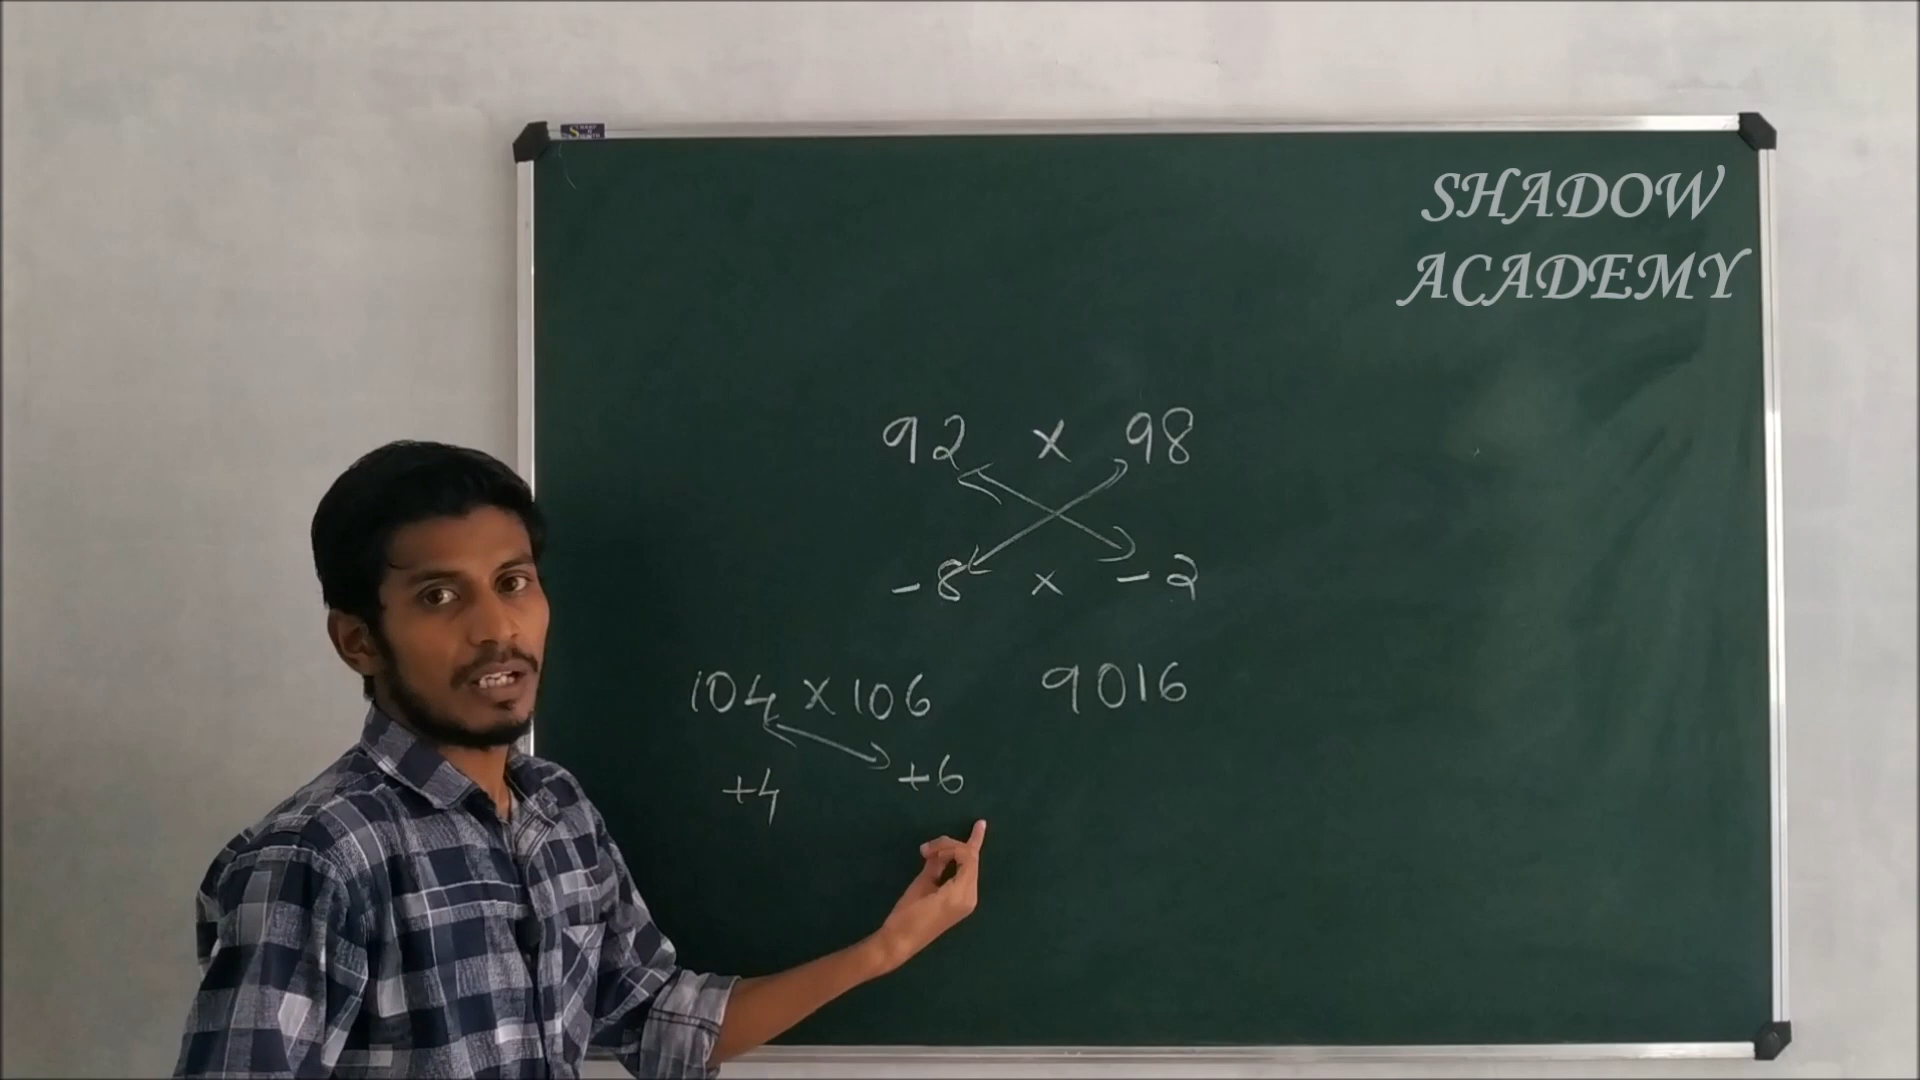 SHADOW
ACADEMY
92 x 98
-8 x -2
104 x 106
9016
+4 +6